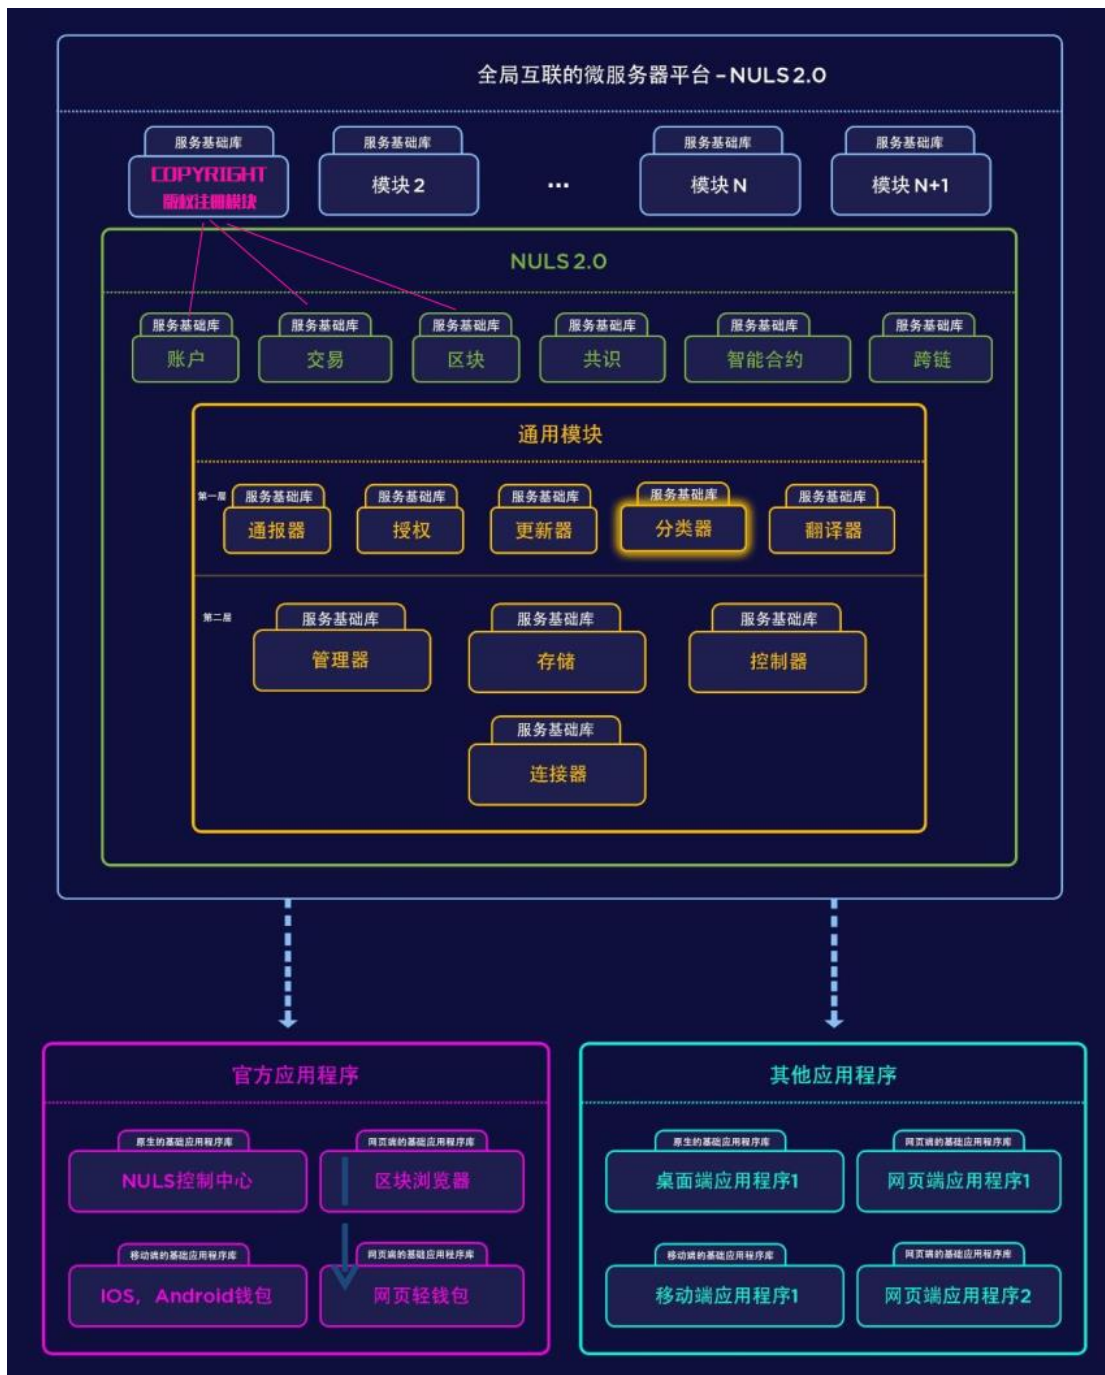 全局互联的微服务器平台-NULS 2.0
服务基础库
COPYRIGHT
版权注册模块
服务基础库
模块 2
...
服务基础库
模块 N
服务基础库
模块 N+1
NULS 2.0
服务基础库
账户
服务基础库
交易
服务基础库
区块
服务基础库
共识
服务基础库
智能合约
服务基础库
跨链
通用模块
第一层
服务基础库
通报器
服务基础库
授权
服务基础库
更新器
服务基础库
分类器
服务基础库
翻译器
第二层
服务基础库
管理器
服务基础库
存储
服务基础库
控制器
服务基础库
连接器
官方应用程序
原生的基础应用程序库
NULS控制中心
网页端的基础应用程序库
区块浏览器
移动端的基础应用程序库
IOS，Android钱包
网页端的基础应用程序库
网页轻钱包
其他应用程序
原生的基础应用程序库
桌面端应用程序1
网页端的基础应用程序库
网页端应用程序1
移动端的基础应用程序库
移动端应用程序1
网页端的基础应用程序库
网页端应用程序2